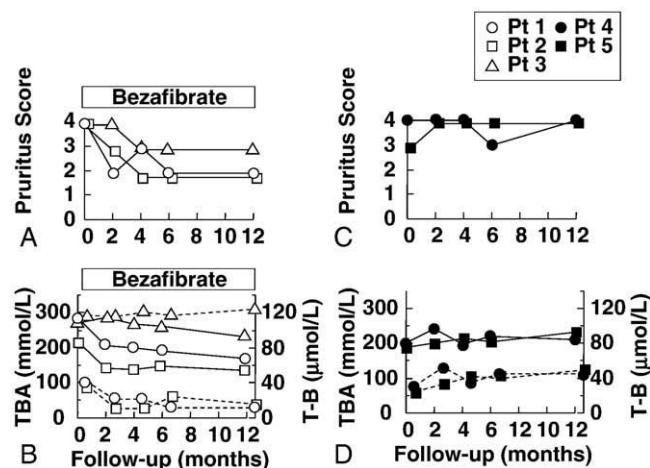 Pt 1 Pt 4
Pt 2 Pt 5
Pt 3
Bezafibrate
Pruritus Score
4
3
2
1
0
0 2 4 6 8 10 12
A
Pruritus Score
4
3
2
1
0
0 2 4 6 8 10 12
C
Bezafibrate
TBA (mmol/L)
300
200
100
0
120
80
40
0
T-B (μmol/L)
0 2 4 6 8 10 12
B
Follow-up (months)
TBA (mmol/L)
300
200
100
0
120
80
40
0
T-B (μmol/L)
0 2 4 6 8 10 12
D
Follow-up (months)